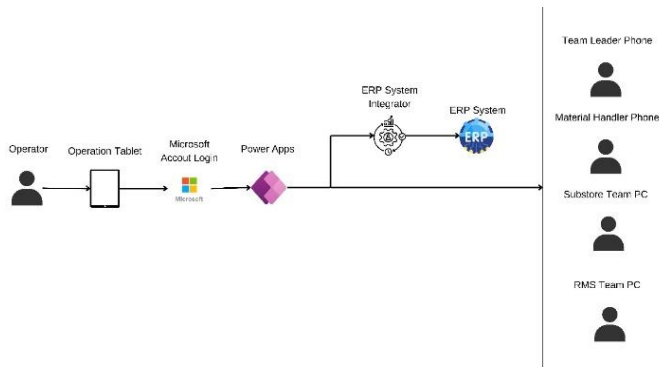 Operator
Operation Tablet
Microsoft
Accout Login
Microsoft
Power Apps
ERP System
Integrator
ERP System
ERP
Team Leader Phone
Material Handler Phone
Substore Team PC
RMS Team PC